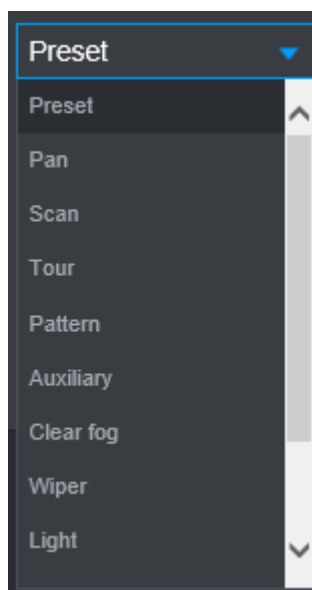 Preset
Preset
Pan
Scan
Tour
Pattern
Auxiliary
Clear fog
Wiper
Light